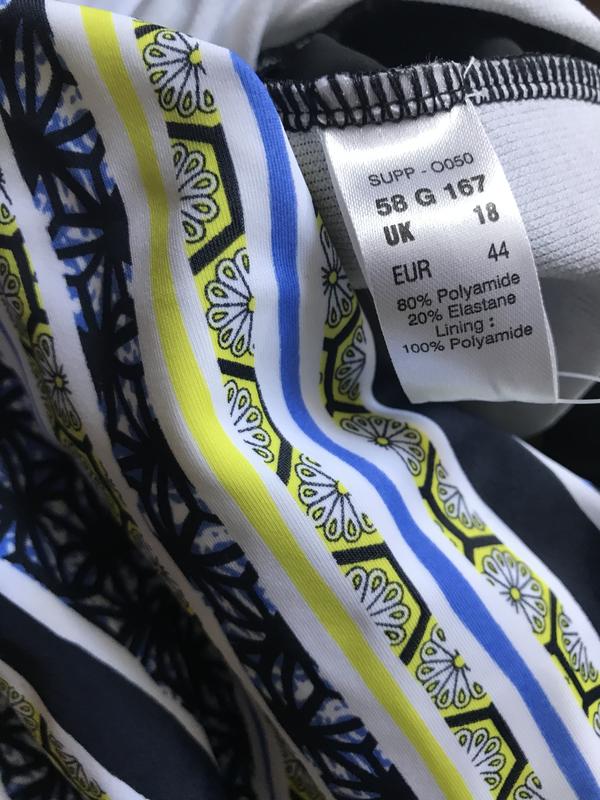 SUPP - O050
58 G 167
UK 18
EUR 44
80% Polyamide
20% Elastane
Lining :
100% Polyamide